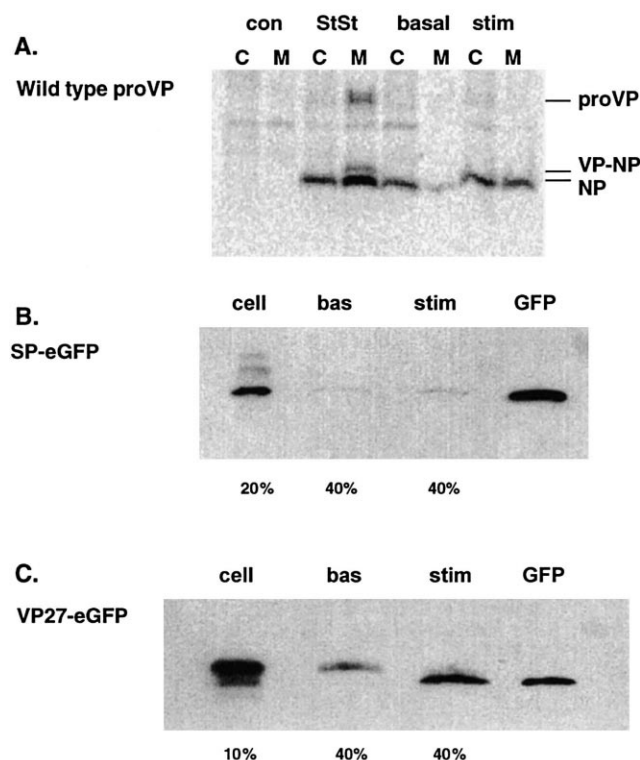 con StSt basal stim
A.
C M C M C M C M
Wild type proVP
proVP
VP-NP
NP
cell bas stim GFP
B.
SP-eGFP
20% 40% 40%
C.
cell bas stim GFP
VP27-eGFP
10% 40% 40%